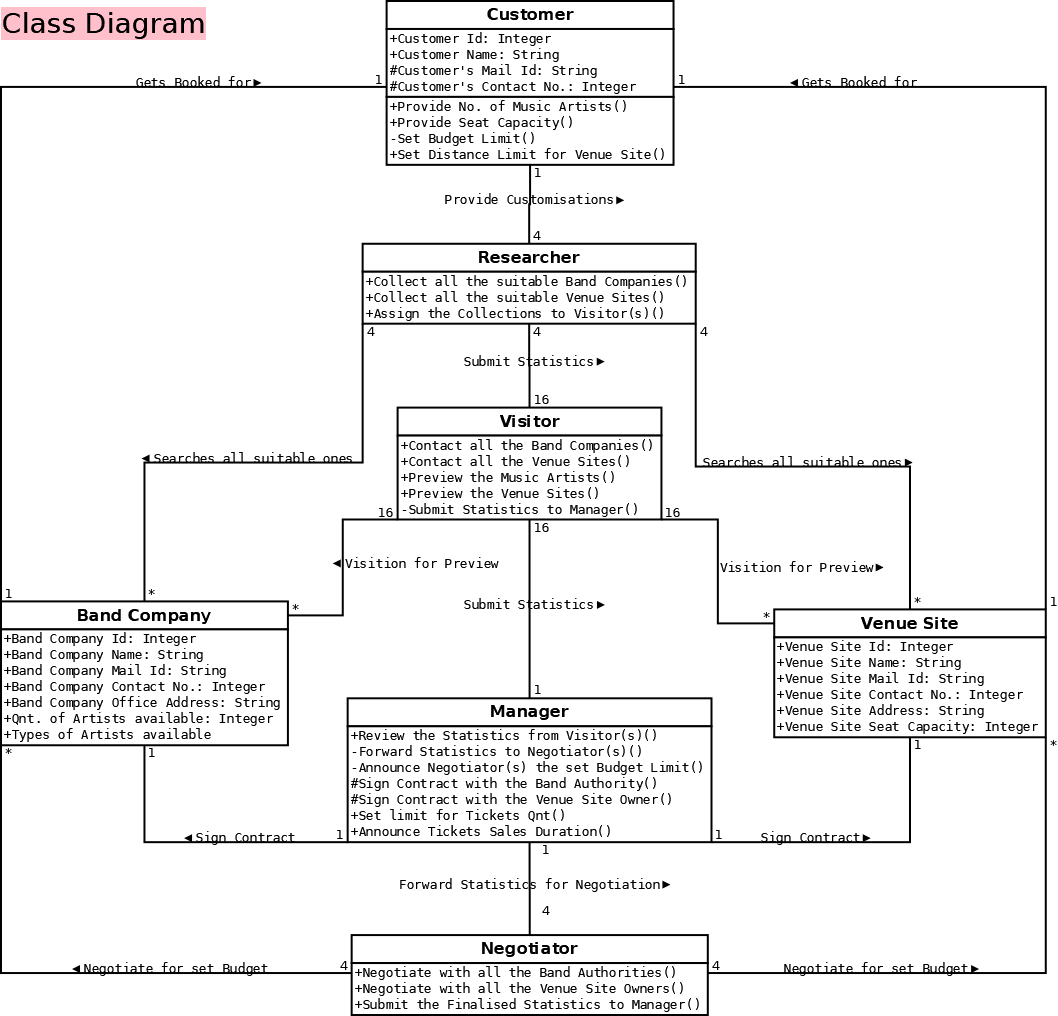 Class Diagram
Customer
+Customer Id: Integer
+Customer Name: String
#Customer's Mail Id: String
#Customer's Contact No.: Integer
+Provide No. of Music Artists()
+Provide Seat Capacity()
-Set Budget Limit()
+Set Distance Limit for Venue Site()
Gets Booked for►
1
1
◄Gets Booked for
1
Provide Customisations►
4
Researcher
+Collect all the suitable Band Companies()
+Collect all the suitable Venue Sites()
+Assign the Collections to Visitor(s)()
4
4
4
Submit Statistics►
16
Visitor
+Contact all the Band Companies()
+Contact all the Venue Sites()
+Preview the Music Artists()
+Preview the Venue Sites()
-Submit Statistics to Manager()
◄Searches all suitable ones
Searches all suitable ones►
16
16
16
◄Visition for Preview
Visition for Preview►
1
*
*
*
*
1
Submit Statistics►
1
Band Company
+Band Company Id: Integer
+Band Company Name: String
+Band Company Mail Id: String
+Band Company Contact No.: Integer
+Band Company Office Address: String
+Qnt. of Artists available: Integer
+Types of Artists available
Venue Site
+Venue Site Id: Integer
+Venue Site Name: String
+Venue Site Mail Id: String
+Venue Site Contact No.: Integer
+Venue Site Address: String
+Venue Site Seat Capacity: Integer
Manager
+Review the Statistics from Visitor(s)()
-Forward Statistics to Negotiator(s)()
-Announce Negotiator(s) the set Budget Limit()
#Sign Contract with the Band Authority()
#Sign Contract with the Venue Site Owner()
+Set limit for Tickets Qnt()
+Announce Tickets Sales Duration()
*
1
1
*
◄Sign Contract
1
1
Sign Contract►
1
Forward Statistics for Negotiation►
4
Negotiator
+Negotiate with all the Band Authorities()
+Negotiate with all the Venue Site Owners()
+Submit the Finalised Statistics to Manager()
◄Negotiate for set Budget
4
4
Negotiate for set Budget►